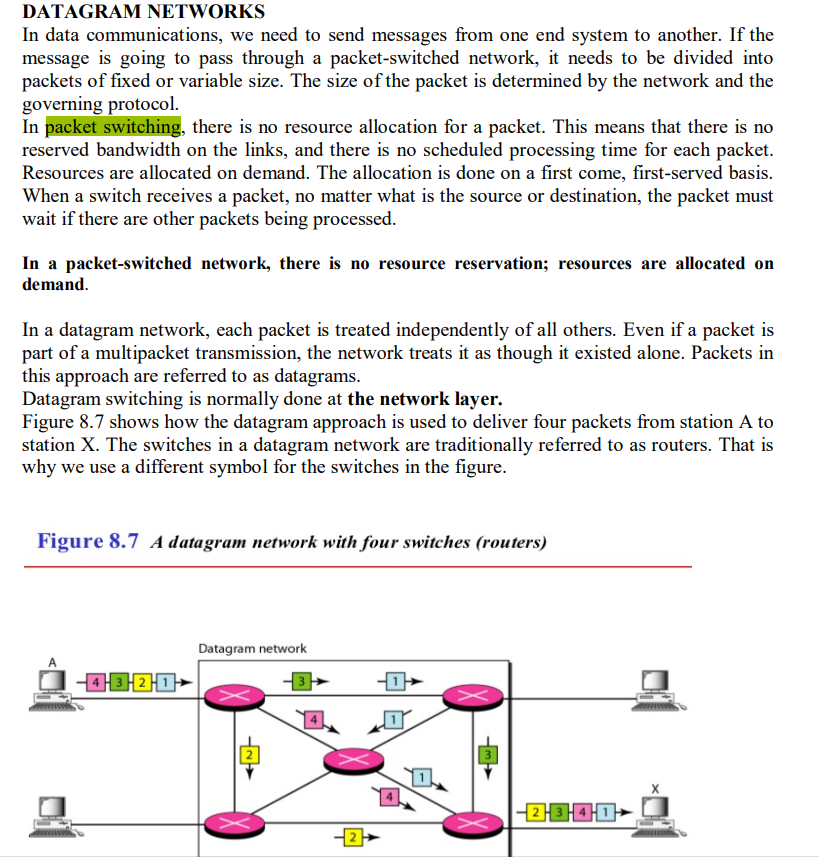 DATAGRAM NETWORKS
In data communications, we need to send messages from one end system to another. If the
message is going to pass through a packet-switched network, it needs to be divided into
packets of fixed or variable size. The size of the packet is determined by the network and the
governing protocol.
In packet switching, there is no resource allocation for a packet. This means that there is no
reserved bandwidth on the links, and there is no scheduled processing time for each packet.
Resources are allocated on demand. The allocation is done on a first come, first-served basis.
When a switch receives a packet, no matter what is the source or destination, the packet must
wait if there are other packets being processed.
In a packet-switched network, there is no resource reservation; resources are allocated on
demand.
In a datagram network, each packet is treated independently of all others. Even if a packet is
part of a multipacket transmission, the network treats it as though it existed alone. Packets in
this approach are referred to as datagrams.
Datagram switching is normally done at the network layer.
Figure 8.7 shows how the datagram approach is used to deliver four packets from station A to
station X. The switches in a datagram network are traditionally referred to as routers. That is
why we use a different symbol for the switches in the figure.
Figure 8.7 A datagram network with four switches (routers)
Datagram network
A
4 3 2 1
3
1
4
1
2
3
1
4
X
2 3 4 1
2